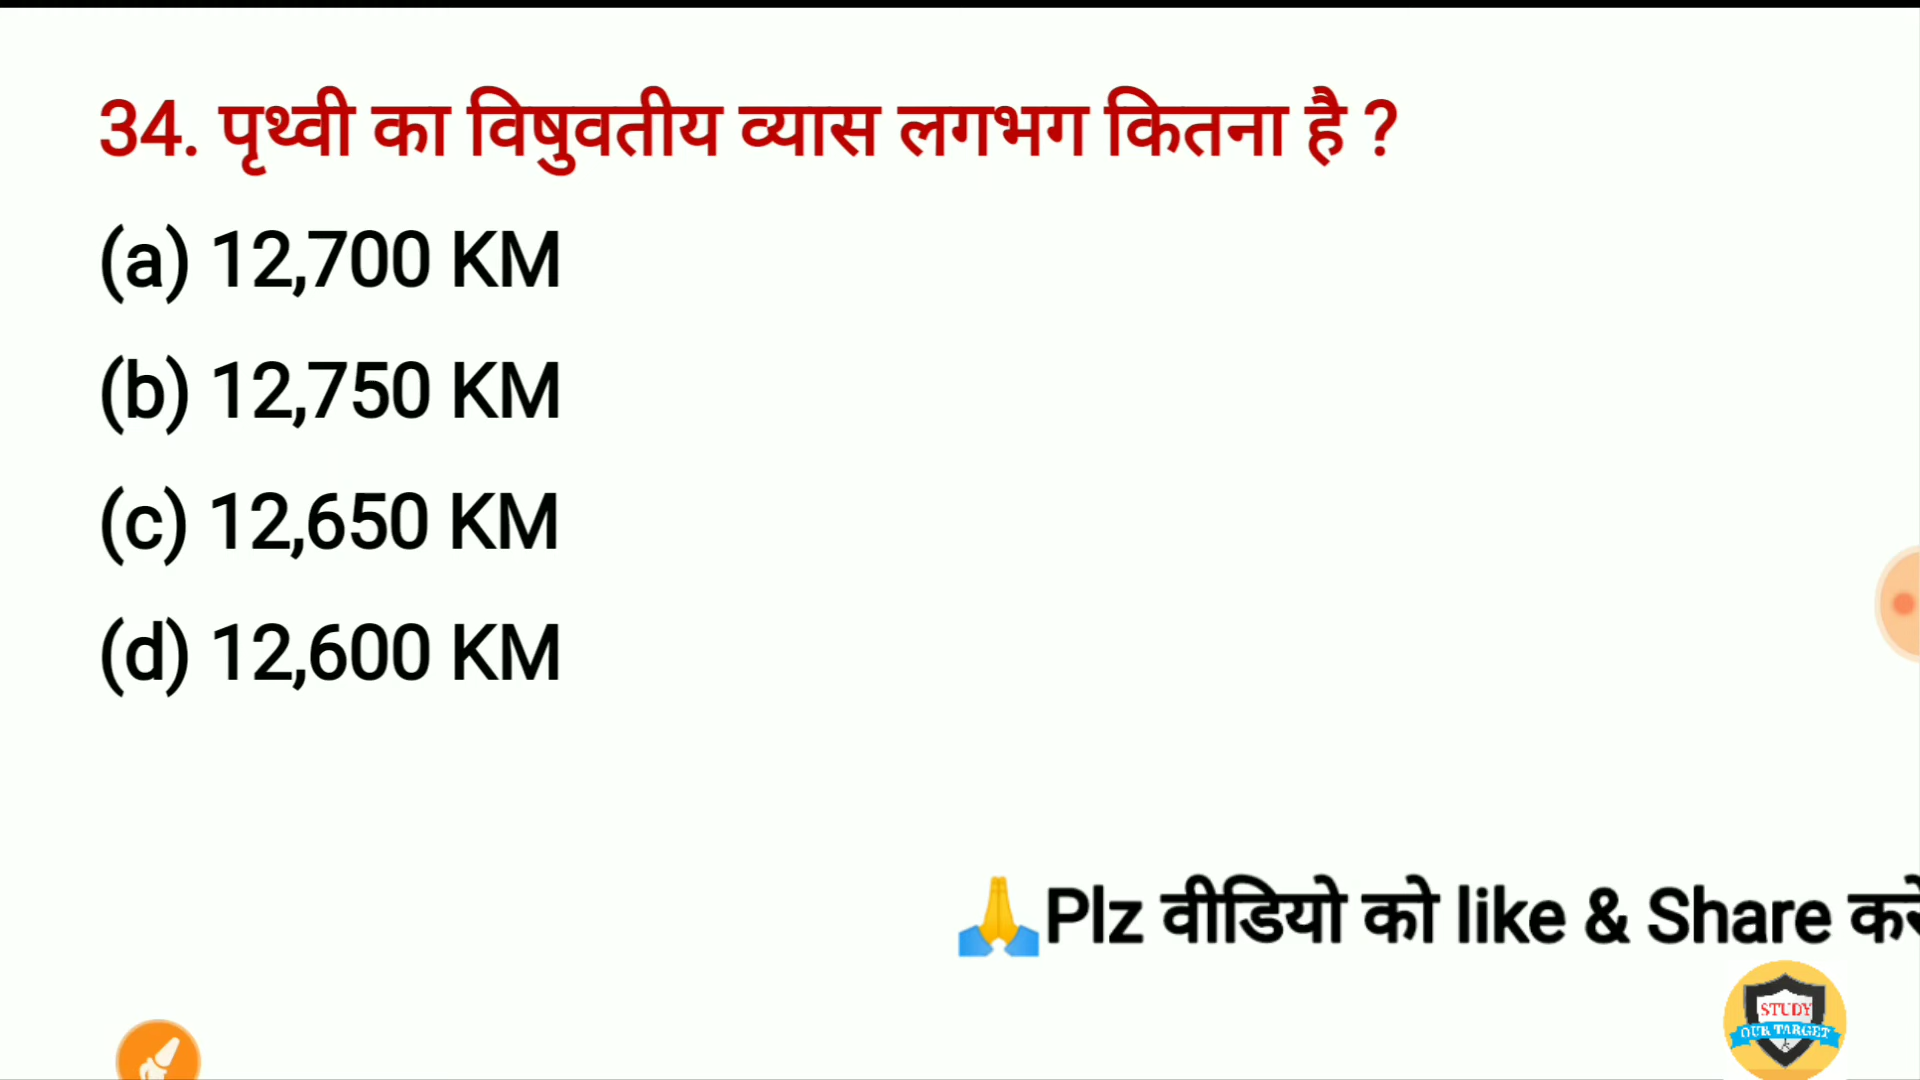 34. पृथ्वी का विषुवतीय व्यास लगभग कितना है ?
(a) 12,700 KM
(b) 12,750 KM
(c) 12,650 KM
(d) 12,600 KM
🙏Plz वीडियो को like & Share करे
STUDY
OUR TARGET